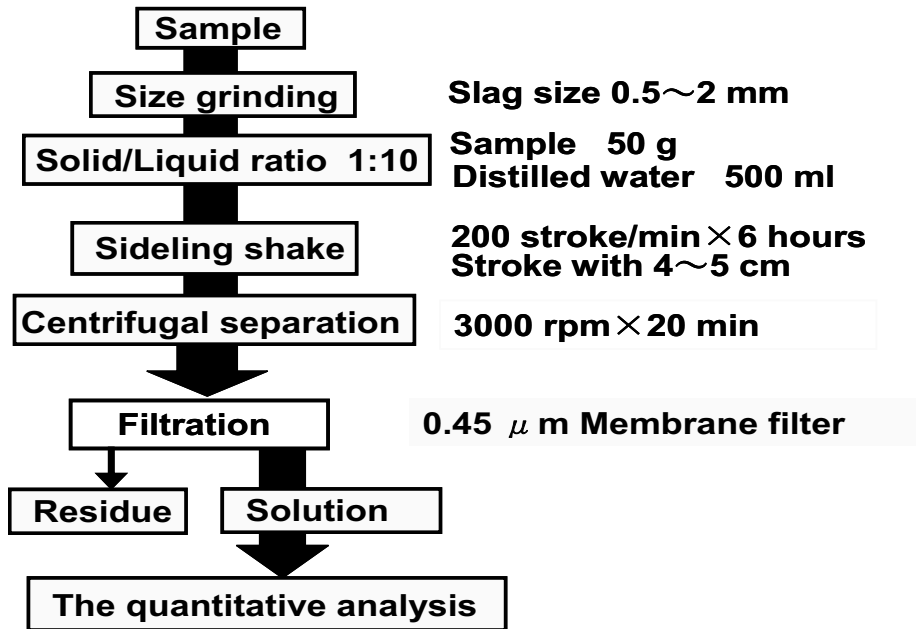 Sample
Size grinding
Slag size 0.5～2 mm
Solid/Liquid ratio 1:10
Sample 50 g
Distilled water 500 ml
Sideling shake
200 stroke/min×6 hours
Stroke with 4～5 cm
Centrifugal separation
3000 rpm×20 min
Filtration
0.45 μm Membrane filter
Residue
Solution
The quantitative analysis